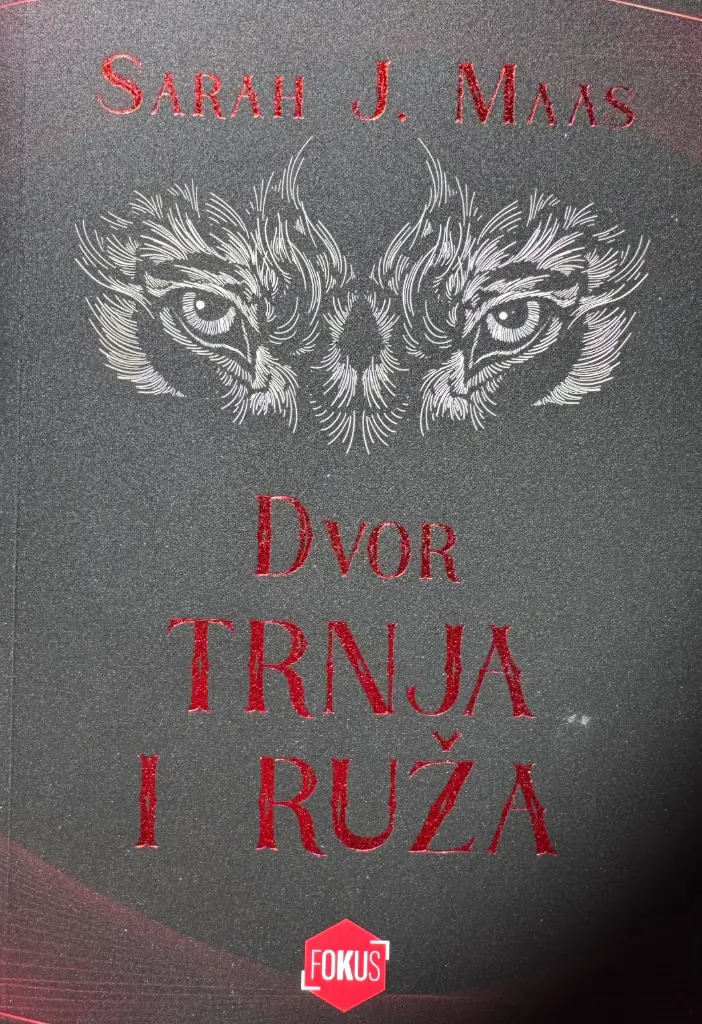 SARAH J. MAAS
DVOR
TRNJA
I RUŽA
FOKUS